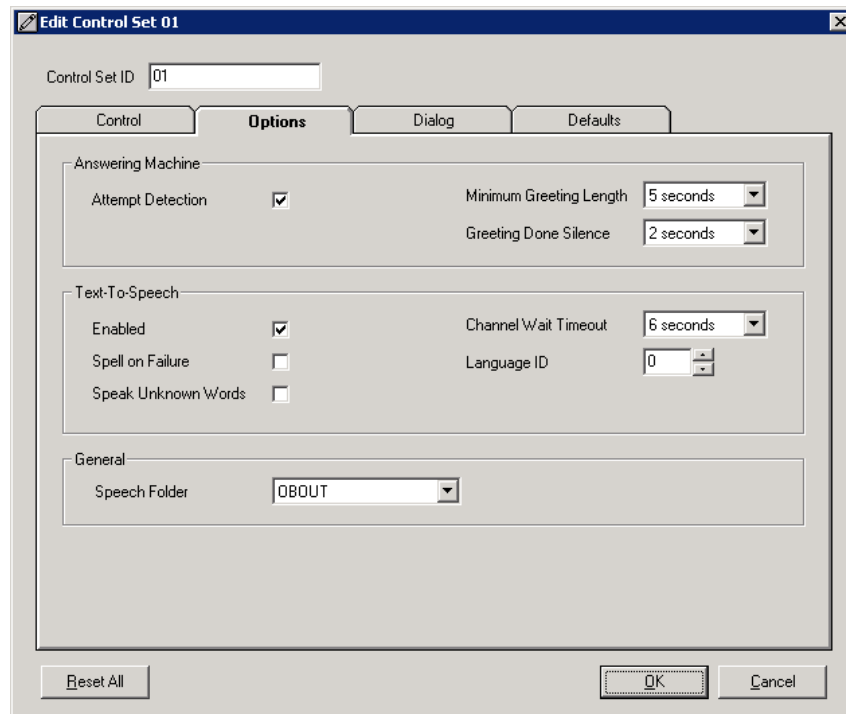 Edit Control Set 01
Control Set ID 01
Control Options Dialog Defaults
Answering Machine
Attempt Detection Minimum Greeting Length 5 seconds
Greeting Done Silence 2 seconds
Text-To-Speech
Enabled Channel Wait Timeout 6 seconds
Spell on Failure Language ID 0
Speak Unknown Words
General
Speech Folder OBOUT
Reset All OK Cancel